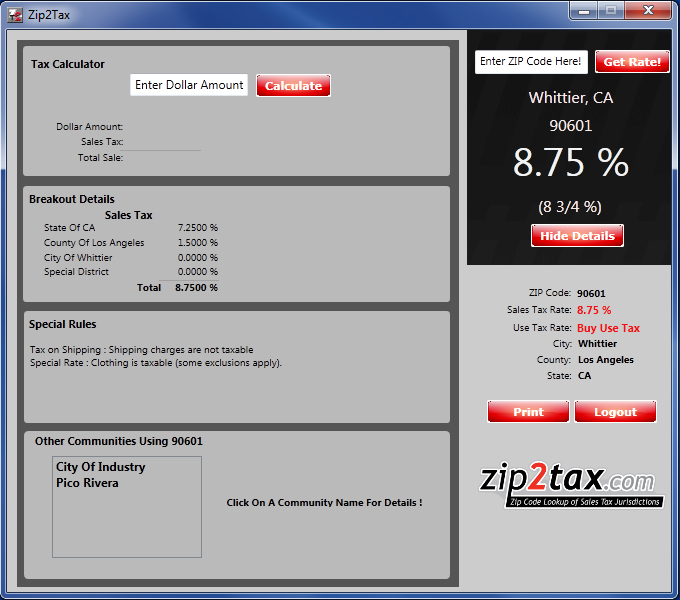 Zip2Tax
Tax Calculator
Enter Dollar Amount
Calculate
Dollar Amount:
Sales Tax:
Total Sale:
Breakout Details
Sales Tax
State Of CA 7.2500 %
County Of Los Angeles 1.5000 %
City Of Whittier 0.0000 %
Special District 0.0000 %
Total 8.7500 %
Special Rules
Tax on Shipping : Shipping charges are not taxable
Special Rate : Clothing is taxable (some exclusions apply).
Other Communities Using 90601
City Of Industry
Pico Rivera
Click On A Community Name For Details !
Enter ZIP Code Here!
Get Rate!
Whittier, CA
90601
8.75 %
(8 3/4 %)
Hide Details
ZIP Code: 90601
Sales Tax Rate: 8.75 %
Use Tax Rate: Buy Use Tax
City: Whittier
County: Los Angeles
State: CA
Print
Logout
zip2tax.com
Zip Code Lookup of Sales Tax Jurisdictions